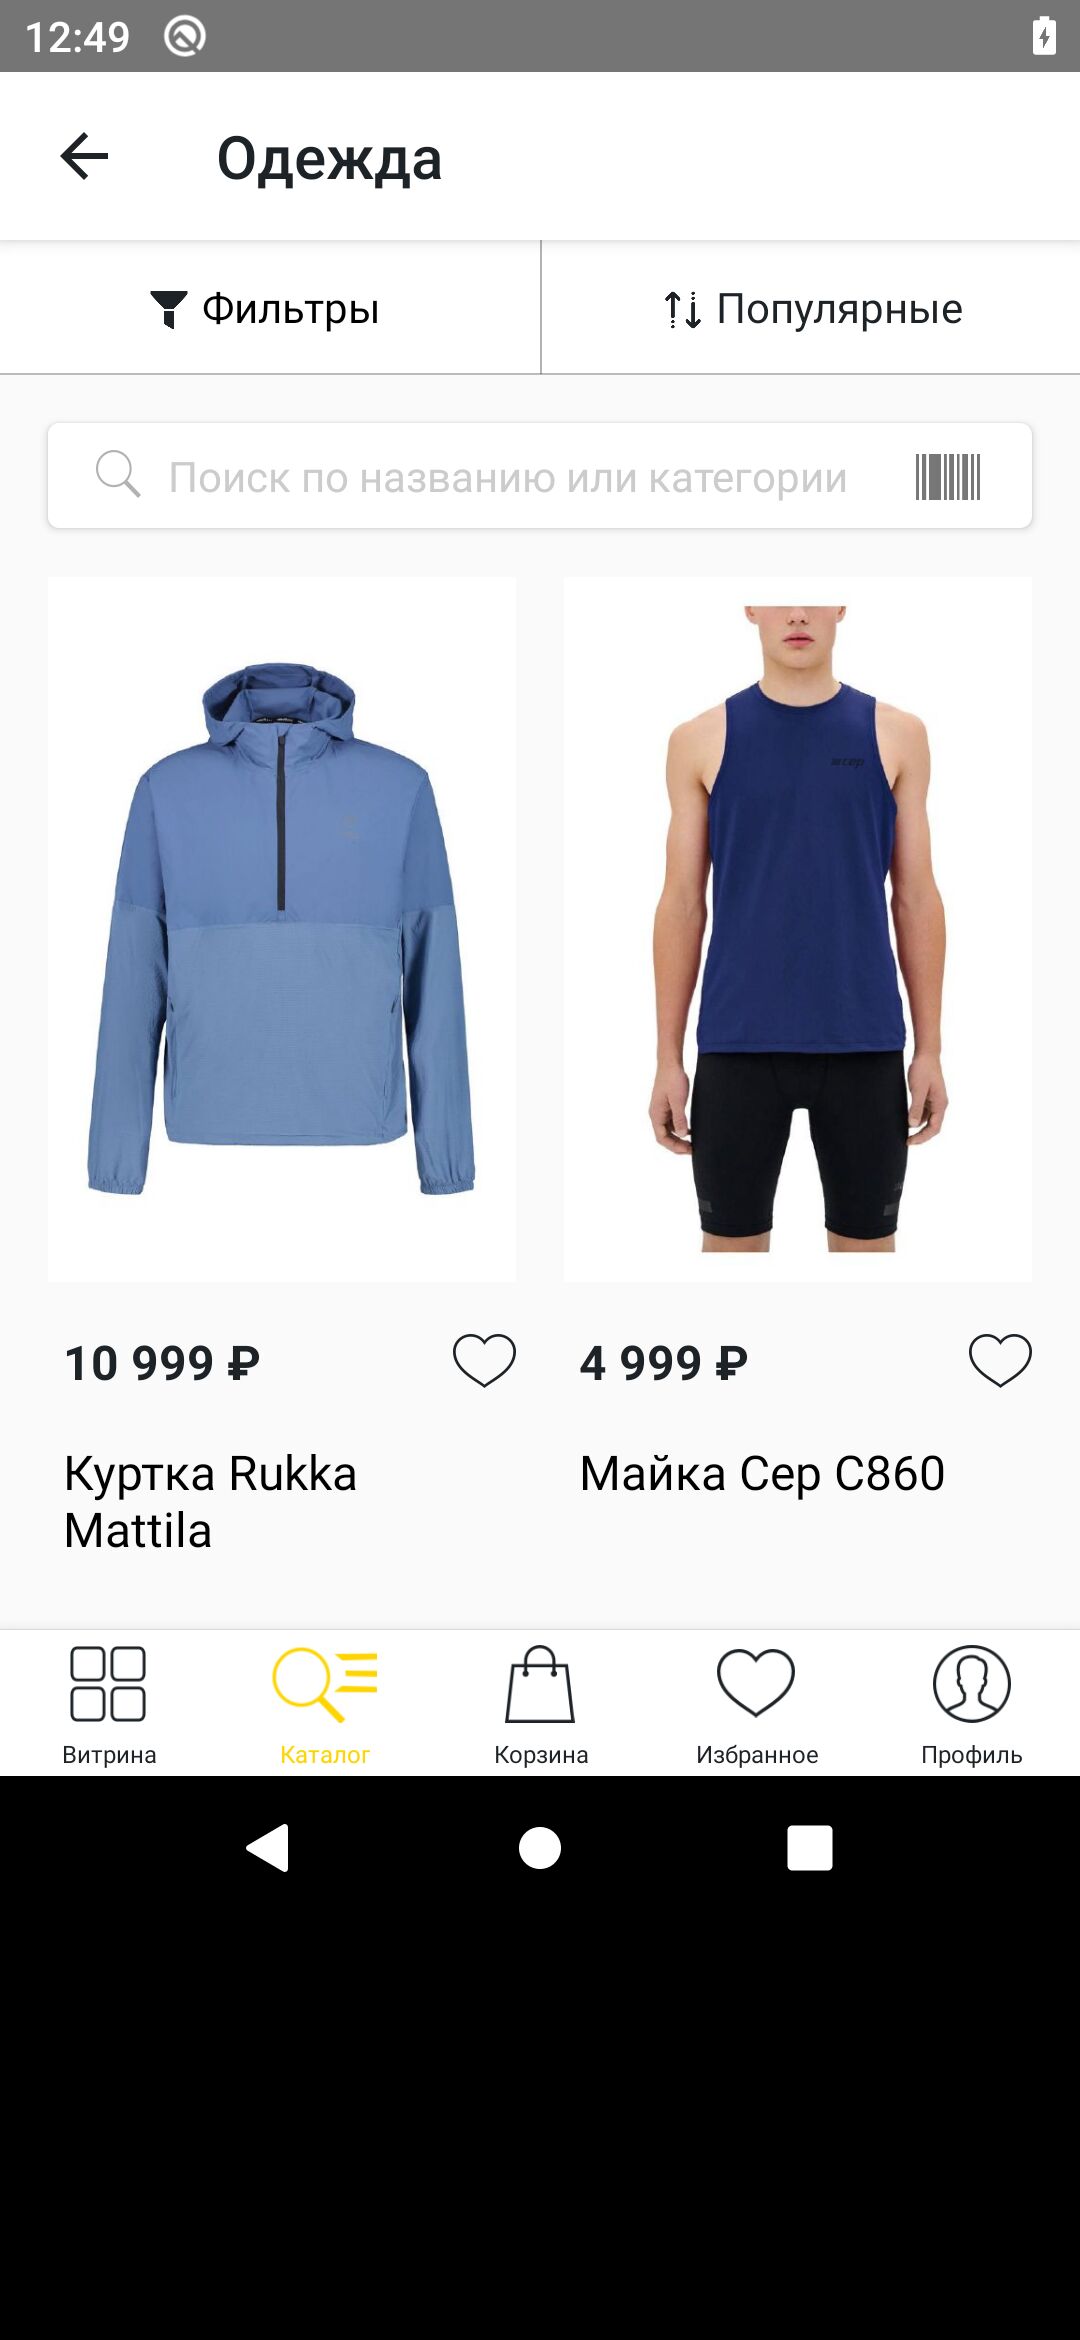 12:49
Одежда
Фильтры
Популярные
Поиск по названию или категории
cep
10 999 ₽
4 999 ₽
Куртка Rukka
Mattila
Майка Cep C860
Витрина
Каталог
Корзина
Избранное
Профиль